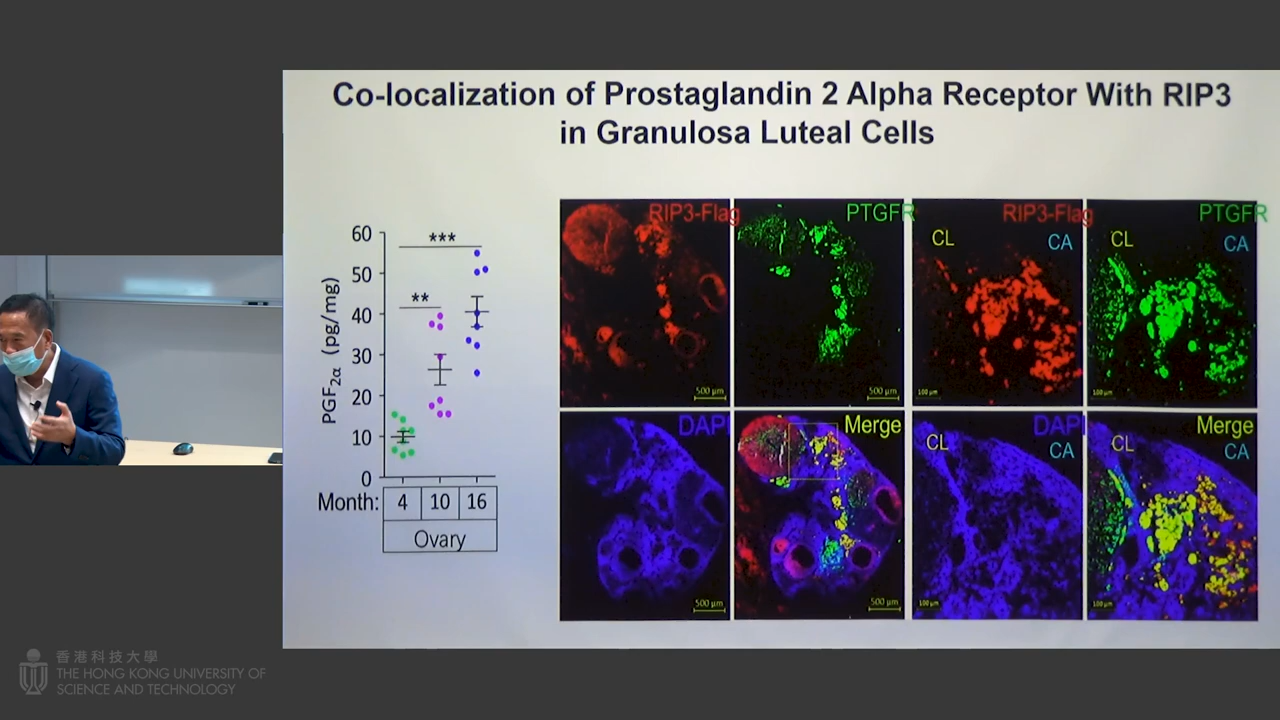 Co-localization of Prostaglandin 2 Alpha Receptor With RIP3
in Granulosa Luteal Cells
PGF2α (pg/mg)
60
50
40
30
20
10
0
***
**
Month: 4 10 16
Ovary
RIP3-Flag
500 μm
PTGFR
500 μm
RIP3-Flag
CL CA
100 μm
PTGFR
CL CA
100 μm
DAPI
500 μm
Merge
500 μm
DAPI
CL CA
100 μm
Merge
CL CA
100 μm
香港科技大學
THE HONG KONG UNIVERSITY OF
SCIENCE AND TECHNOLOGY